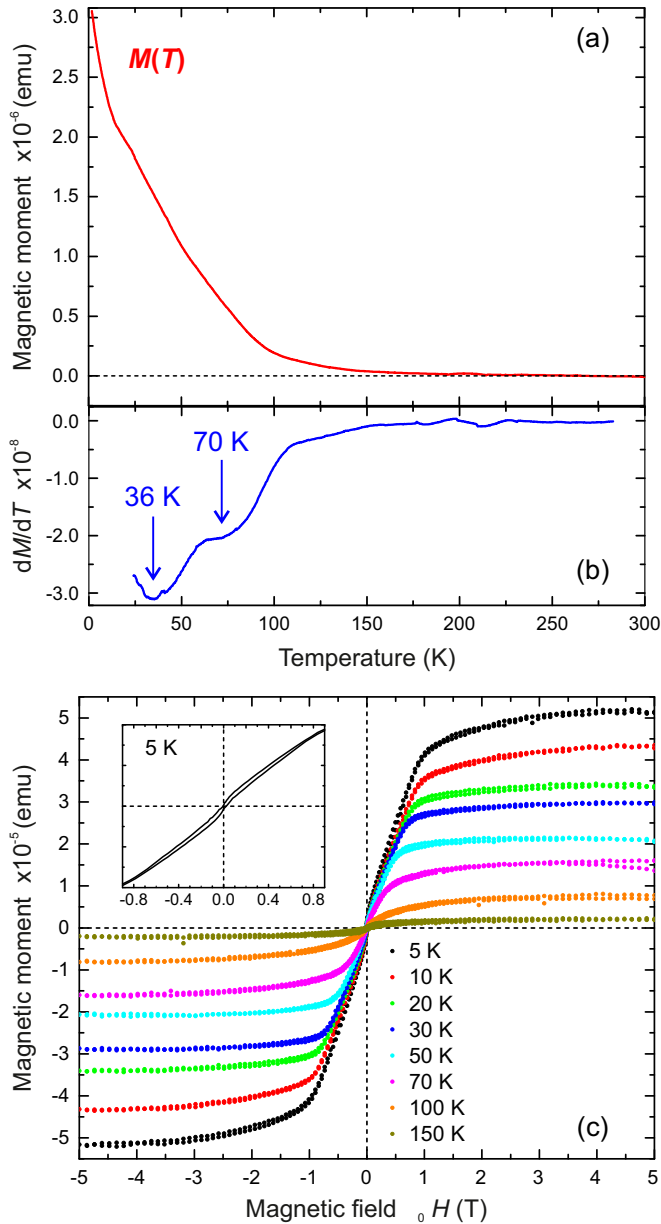 (a)
M(T)
Magnetic moment x10-6 (emu)
3.0
2.5
2.0
1.5
1.0
0.5
0.0
(b)
70 K
36 K
dM/dT x10-8
0.0
-1.0
-2.0
-3.0
0 50 100 150 200 250 300
Temperature (K)
(c)
5 K
-0.8 -0.4 0.0 0.4 0.8
Magnetic moment x10-5 (emu)
5
4
3
2
1
0
-1
-2
-3
-4
-5
5 K
10 K
20 K
30 K
50 K
70 K
100 K
150 K
-5 -4 -3 -2 -1 0 1 2 3 4 5
Magnetic field 0 H (T)